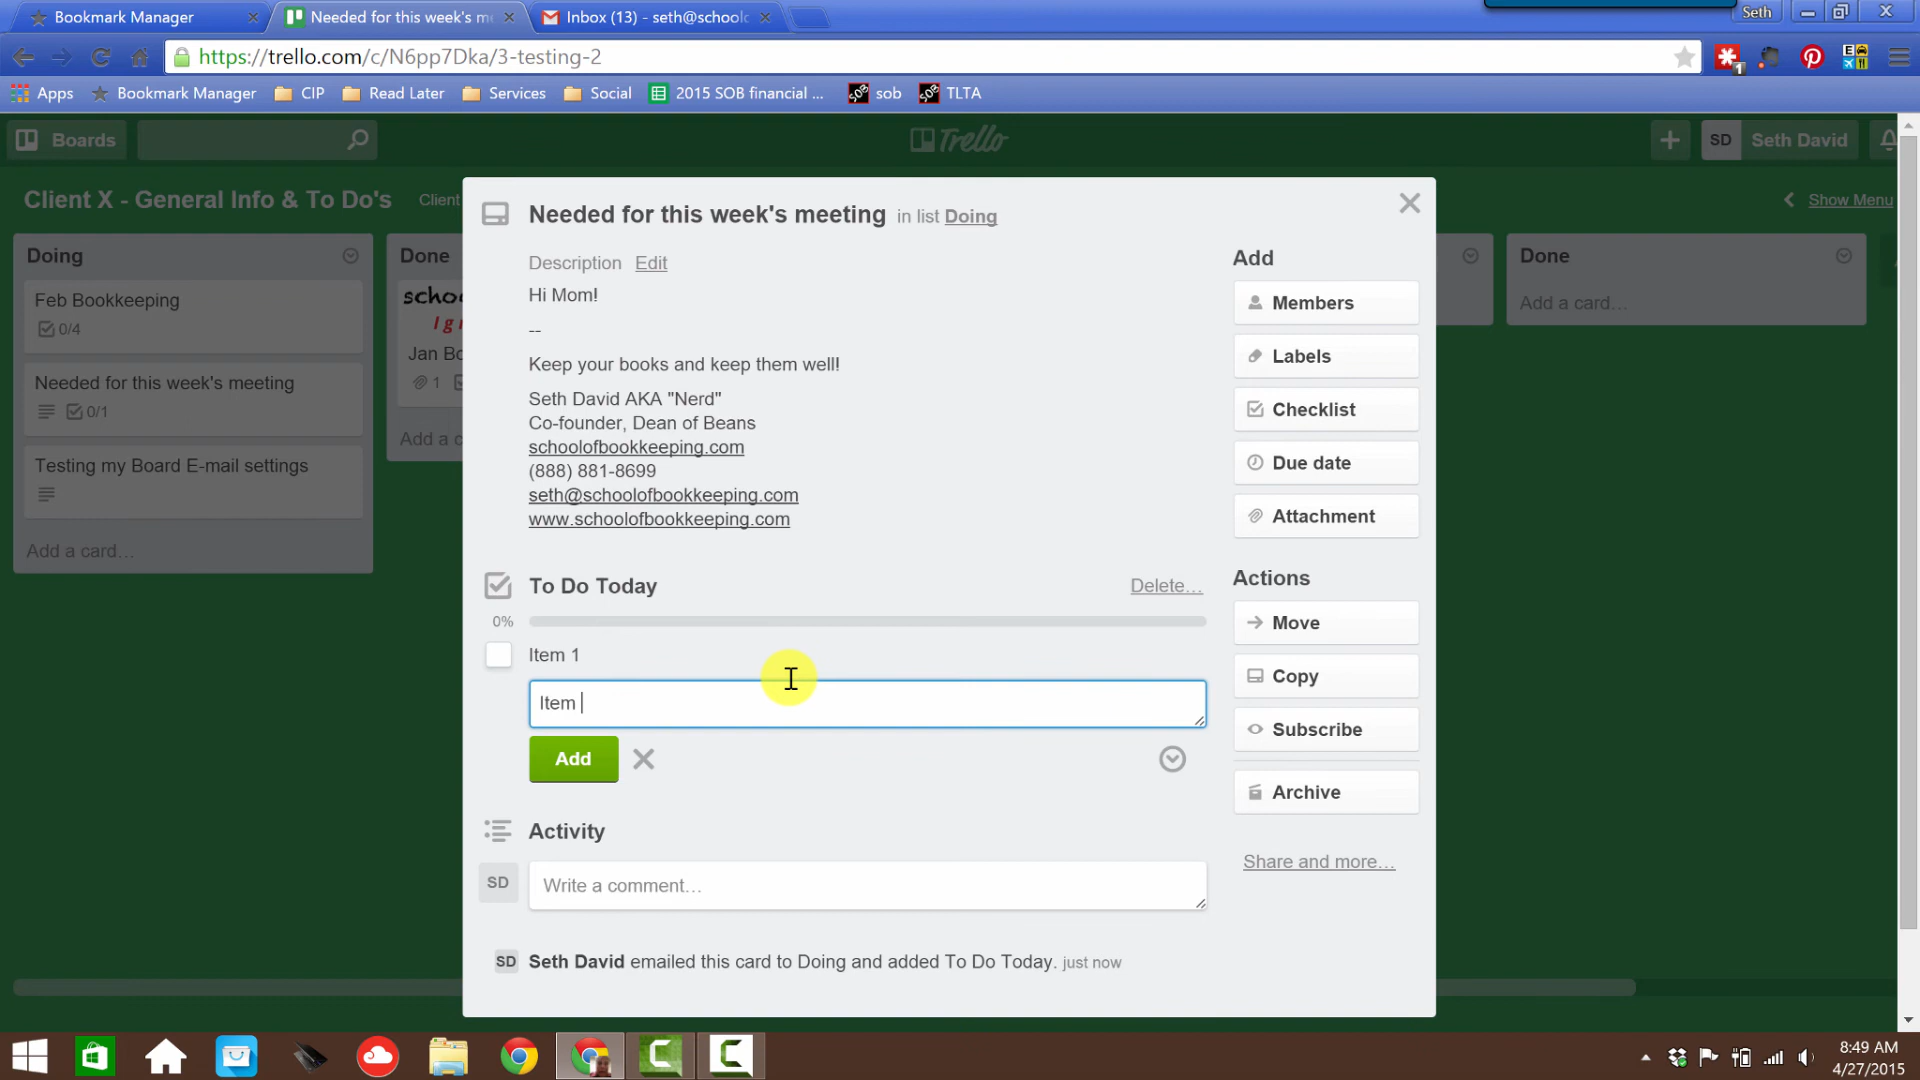 Bookmark Manager
Needed for this week's m
Inbox (13) - seth@schoolo
Seth
https://trello.com/c/N6pp7Dka/3-testing-2
1
Apps
Bookmark Manager
CIP
Read Later
Services
Social
2015 SOB financial ...
sob
TLTA
Boards
Trello
SD
Seth David
Client X - General Info & To Do's
Client
Show Menu
Doing
Feb Bookkeeping
0/4
Needed for this week's meeting
0/1
Testing my Board E-mail settings
Add a card…
Done
schoo
I g
Jan Bo
1
Add a c
Needed for this week's meeting in list Doing
Description Edit
Hi Mom!
--
Keep your books and keep them well!
Seth David AKA "Nerd"
Co-founder, Dean of Beans
schoolofbookkeeping.com
(888) 881-8699
seth@schoolofbookkeeping.com
www.schoolofbookkeeping.com
To Do Today
Delete…
0%
Item 1
Item
Add
Activity
SD
Write a comment…
SD
Seth David emailed this card to Doing and added To Do Today. just now
Add
Members
Labels
Checklist
Due date
Attachment
Actions
Move
Copy
Subscribe
Archive
Share and more…
Done
Add a card…
8:49 AM
4/27/2015